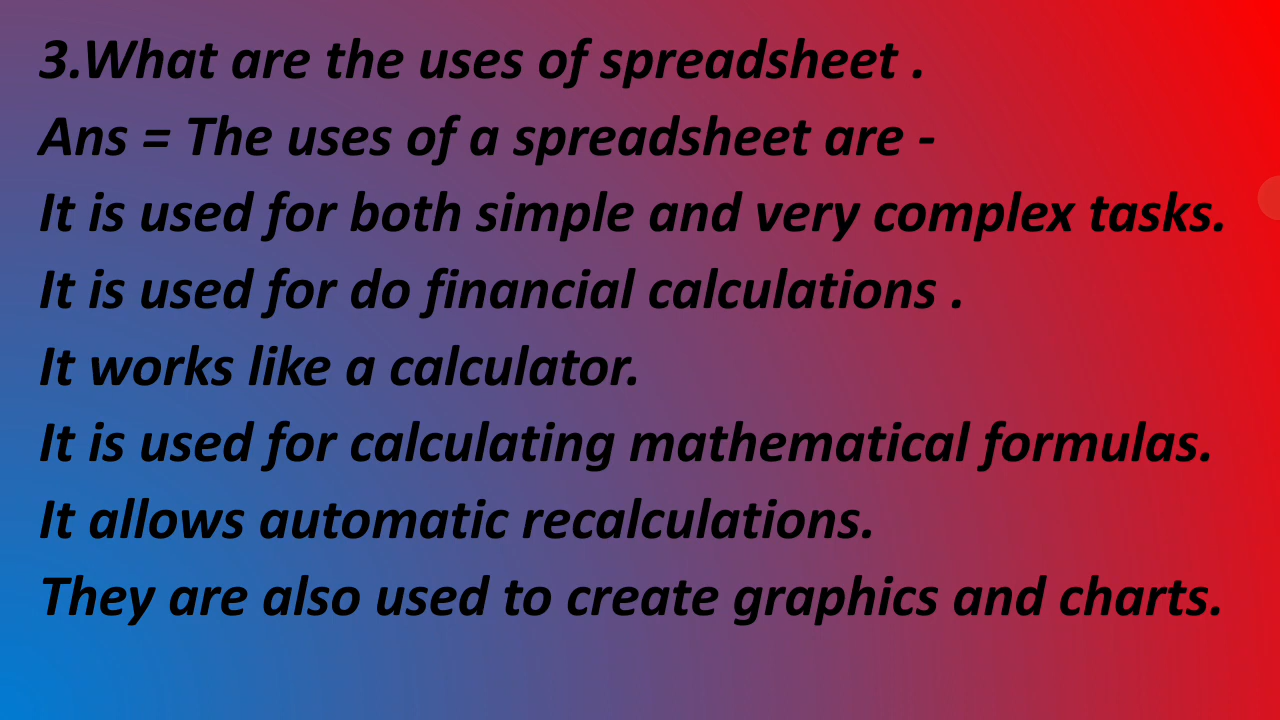 3.What are the uses of spreadsheet .
Ans = The uses of a spreadsheet are -
It is used for both simple and very complex tasks.
It is used for do financial calculations .
It works like a calculator.
It is used for calculating mathematical formulas.
It allows automatic recalculations.
They are also used to create graphics and charts.